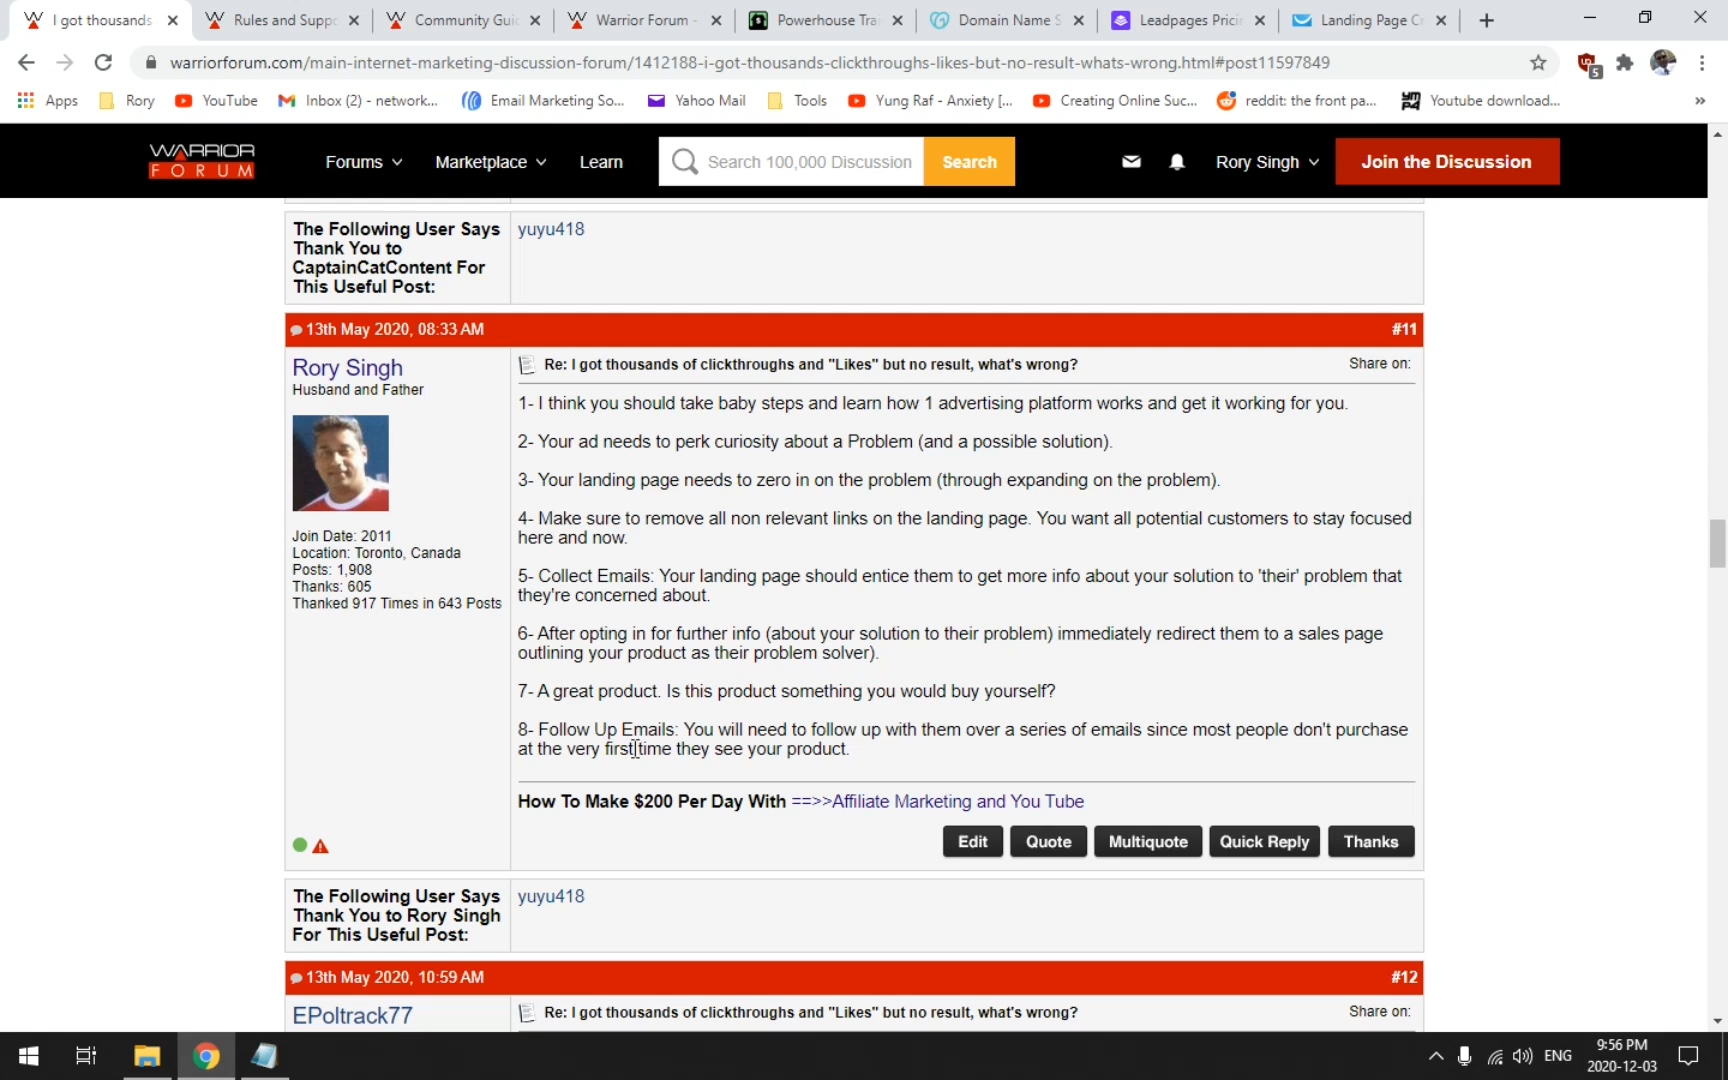 I got thousands
Rules and Suppo
Community Gui
Warrior Forum -
Powerhouse Tra
Domain Name S
Leadpages Prici
Landing Page C
warriorforum.com/main-internet-marketing-discussion-forum/1412188-i-got-thousands-clickthroughs-likes-but-no-result-whats-wrong.html#post11597849
5
Apps
Rory
YouTube
Inbox (2) - network...
Email Marketing So...
Yahoo Mail
Tools
Yung Raf - Anxiety [...
Creating Online Suc...
reddit: the front pa...
Youtube download...
WARRIOR
FORUM
Forums
Marketplace
Learn
Search 100,000 Discussion
Search
Rory Singh
Join the Discussion
The Following User Says
Thank You to
CaptainCatContent For
This Useful Post:
yuyu418
13th May 2020, 08:33 AM
#11
Rory Singh
Husband and Father
Join Date: 2011
Location: Toronto, Canada
Posts: 1,908
Thanks: 605
Thanked 917 Times in 643 Posts
Re: I got thousands of clickthroughs and "Likes" but no result, what's wrong?
Share on:
1- I think you should take baby steps and learn how 1 advertising platform works and get it working for you.
2- Your ad needs to perk curiosity about a Problem (and a possible solution).
3- Your landing page needs to zero in on the problem (through expanding on the problem).
4- Make sure to remove all non relevant links on the landing page. You want all potential customers to stay focused
here and now.
5- Collect Emails: Your landing page should entice them to get more info about your solution to 'their' problem that
they're concerned about.
6- After opting in for further info (about your solution to their problem) immediately redirect them to a sales page
outlining your product as their problem solver).
7- A great product. Is this product something you would buy yourself?
8- Follow Up Emails: You will need to follow up with them over a series of emails since most people don't purchase
at the very first time they see your product.
How To Make $200 Per Day With ==>>Affiliate Marketing and You Tube
Edit
Quote
Multiquote
Quick Reply
Thanks
The Following User Says
Thank You to Rory Singh
For This Useful Post:
yuyu418
13th May 2020, 10:59 AM
#12
EPoltrack77
Re: I got thousands of clickthroughs and "Likes" but no result, what's wrong?
Share on:
ENG
9:56 PM
2020-12-03